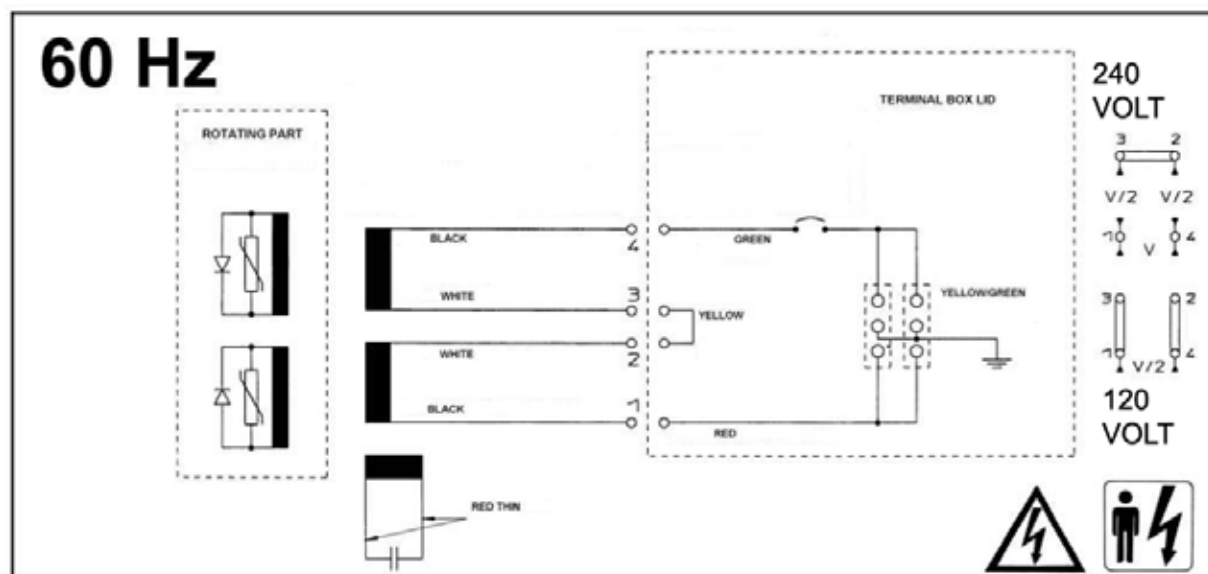 60 Hz
ROTATING PART
TERMINAL BOX LID
240
VOLT
3 2
V/2 V/2
1 4
V
BLACK
4
GREEN
WHITE
3
YELLOW
YELLOW/GREEN
WHITE
2
BLACK
1
RED
3 2
1 4
V/2
120
VOLT
RED THIN